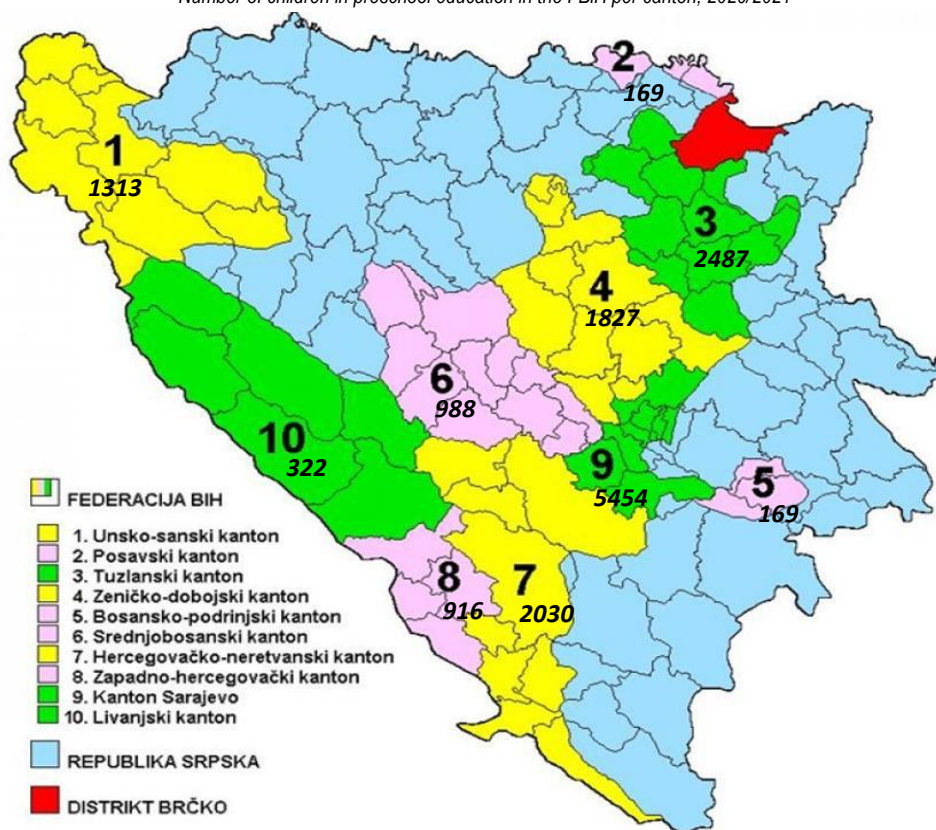 Number of children in preschool education in the FBIH per canton, 2020/2021
2
169
1
1313
3
2487
4
1827
6
988
10
322
9
5454
5
169
8
916
7
2030
FEDERACIJA BIH
1. Unsko-sanski kanton
2. Posavski kanton
3. Tuzlanski kanton
4. Zeničko-dobojski kanton
5. Bosansko-podrinjski kanton
6. Srednjobosanski kanton
7. Hercegovačko-neretvanski kanton
8. Zapadno-hercegovački kanton
9. Kanton Sarajevo
10. Livanjski kanton
REPUBLIKA SRPSKA
DISTRIKT BRČKO